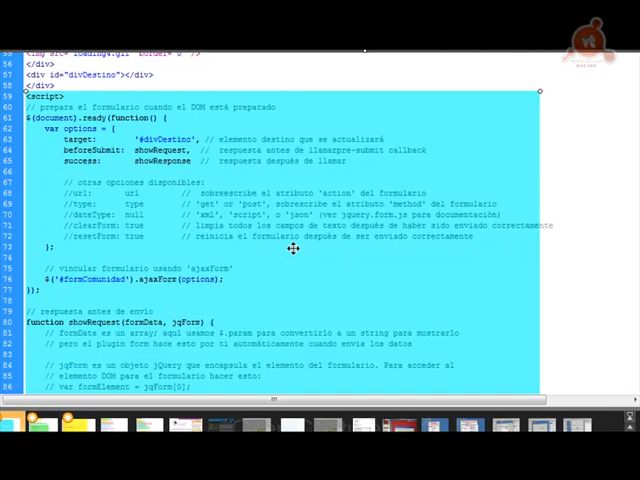 55 <img src="loading4.gif" border="0" />
56 </div>
57 <div id="divDestino"></div>
58 </div>
59 <script>
60 // prepara el formulario cuando el DOM está preparado
61 $(document).ready(function() {
62 var options = {
63 target: '#divDestino', // elemento destino que se actualizará
64 beforeSubmit: showRequest, // respuesta antes de llamarpre-submit callback
65 success: showResponse // respuesta después de llamar
66
67 // otras opciones disponibles:
68 //url: url // sobreescribe el atributo 'action' del formulario
69 //type: type // 'get' or 'post', sobrescribe el atributo 'method' del formulario
70 //dateType: null // 'xml', 'script', o 'json' (ver jquery.form.js para documentación)
71 //clearForm: true // limpia todos los campos de texto después de haber sido enviado correctamente
72 //resetForm: true // reinicia el formulario después de ser enviado correctamente
73 };
74
75 // vincular formulario usando 'ajaxForm'
76 $('#formComunidad').ajaxForm(options);
77 });
78
79 // respuesta antes de envío
80 function showRequest(formData, jqForm) {
81 // formData es un array; aquí usamos $.param para convertirlo a un string para mostrarlo
82 // pero el plugin form hace esto por ti automáticamente cuando envía los datos
83
84 // jqForm es un objeto jQuery que encapsula el elemento del formulario. Para acceder al
85 // elemento DOM para el formulario hacer esto:
86 // var formElement = jqForm[0];
vt
ONLINE